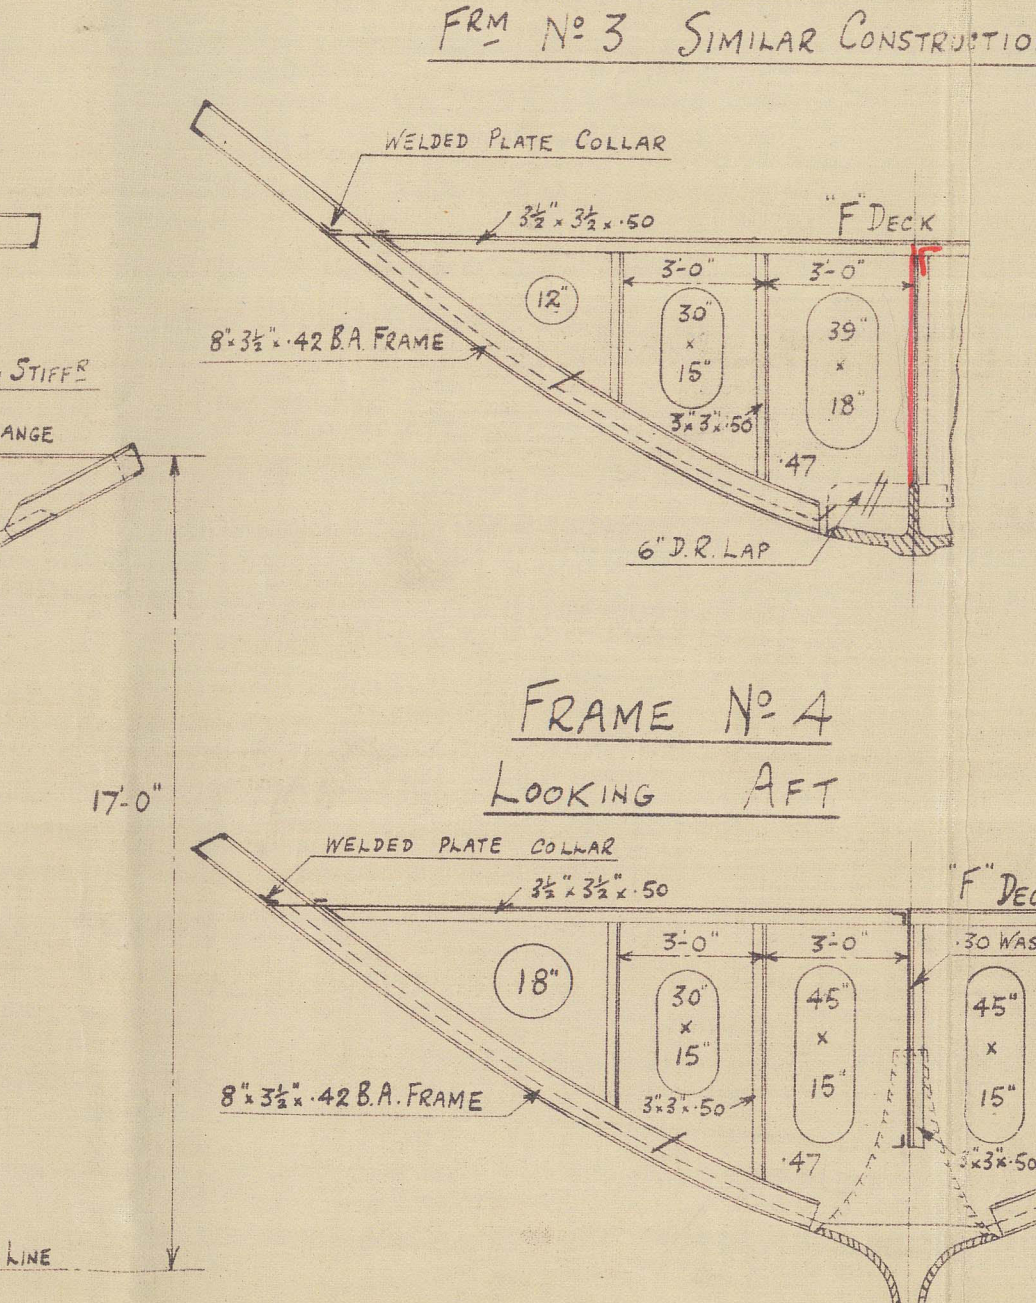 FRM Nº 3 SIMILAR CONSTRUCTIO
WELDED PLATE COLLAR
3½" x 3½" x .50
"F" DECK
3'-0"
3'-0"
12"
30"
x
15"
39"
x
18"
8" x 3½" x .42 B.A. FRAME
STIFFR
3" x 3" x .50
ANGE
.47
6" D.R. LAP
FRAME Nº 4
LOOKING AFT
17'-0"
WELDED PLATE COLLAR
3½" x 3½" x .50
"F" DEC
3'-0"
3'-0"
.30 WAS
18"
30"
x
15"
45"
x
15"
45"
x
15"
8" x 3½" x .42 B.A. FRAME
3" x 3" x .50
.47
3" x 3" x .50
LINE